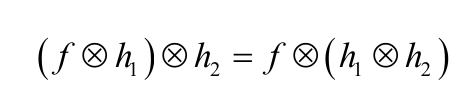 (f ⊗ h₁) ⊗ h₂ = f ⊗ (h₁ ⊗ h₂)